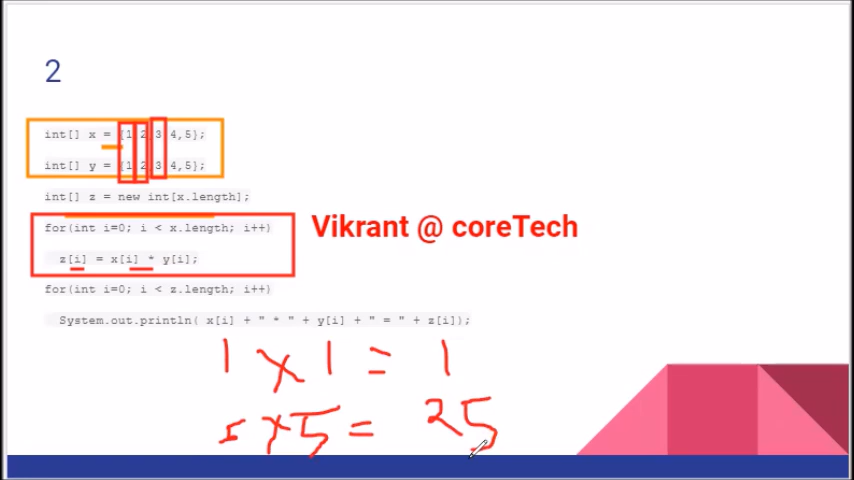 2
int[] x = {1,2,3,4,5};
int[] y = {1,2,3,4,5};
int[] z = new int[x.length];
for(int i=0; i < x.length; i++)
z[i] = x[i] * y[i];
for(int i=0; i < z.length; i++)
System.out.println( x[i] + " * " + y[i] + " = " + z[i]);
Vikrant @ coreTech
1 x 1 = 1
5 x 5 = 25